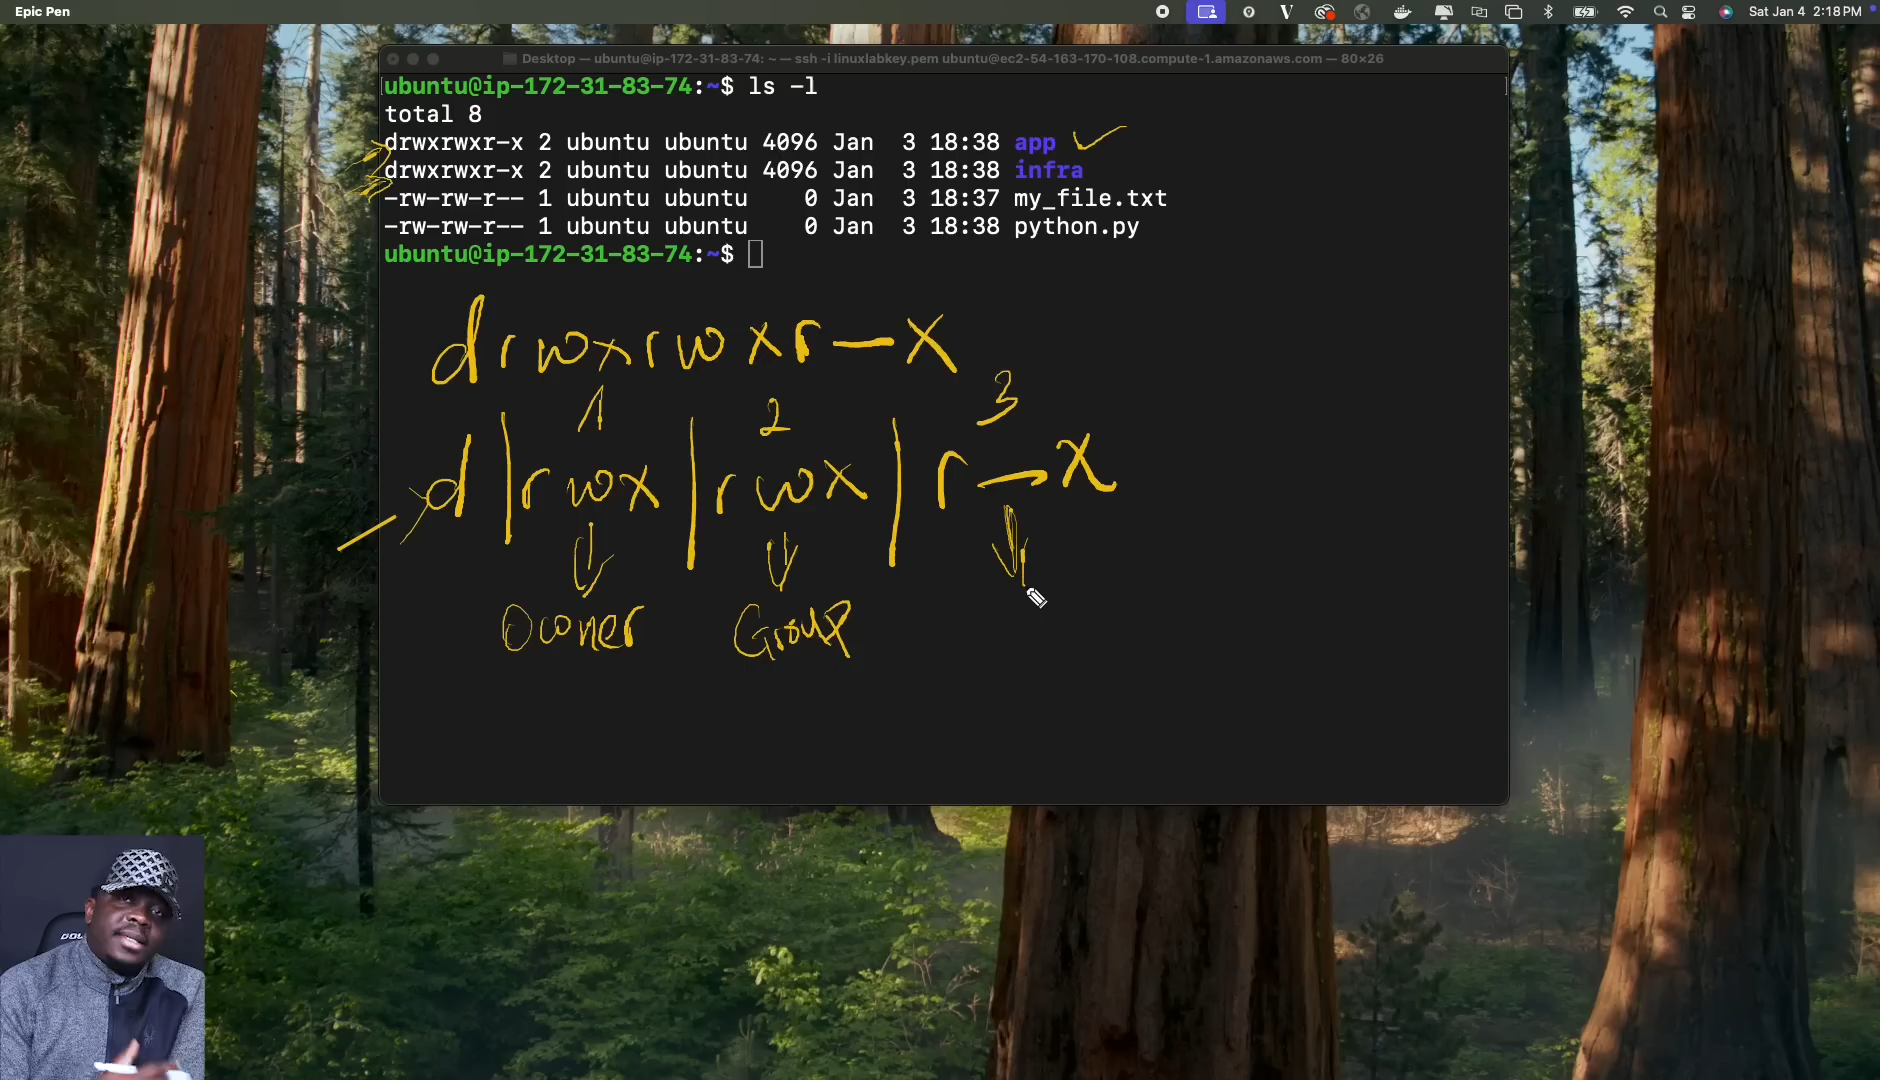 Epic Pen
Sat Jan 4 2:18 PM
Desktop — ubuntu@ip-172-31-83-74: ~ — ssh -i linuxlabkey.pem ubuntu@ec2-54-163-170-108.compute-1.amazonaws.com — 80×26
ubuntu@ip-172-31-83-74:~$ ls -l
total 8
drwxrwxr-x 2 ubuntu ubuntu 4096 Jan  3 18:38 app
drwxrwxr-x 2 ubuntu ubuntu 4096 Jan  3 18:38 infra
-rw-rw-r-- 1 ubuntu ubuntu    0 Jan  3 18:37 my_file.txt
-rw-rw-r-- 1 ubuntu ubuntu    0 Jan  3 18:38 python.py
ubuntu@ip-172-31-83-74:~$
drwxrwxr-x
1 2 3
d|rwx|rwx|r-x
Owner Group